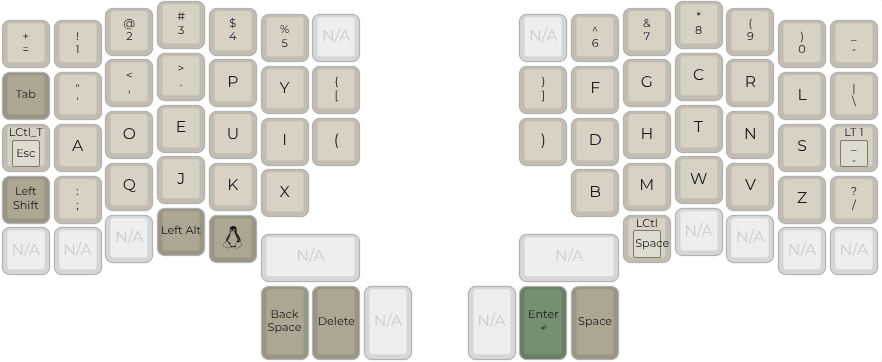 + ! @ # $ % N/A N/A ^ & * ( ) _
= 1 2 3 4 5 6 7 8 9 0 -
Tab " < > P Y { } F G C R L |
' , . [ ] \
LCtl_T A O E U I ( ) D H T N S LT 1
Esc _
-
Left Shift : Q J K X B M W V Z ?
; /
N/A N/A N/A Left Alt N/A N/A LCtl N/A N/A N/A N/A
Space
Back Space Delete N/A N/A Enter Space
↲